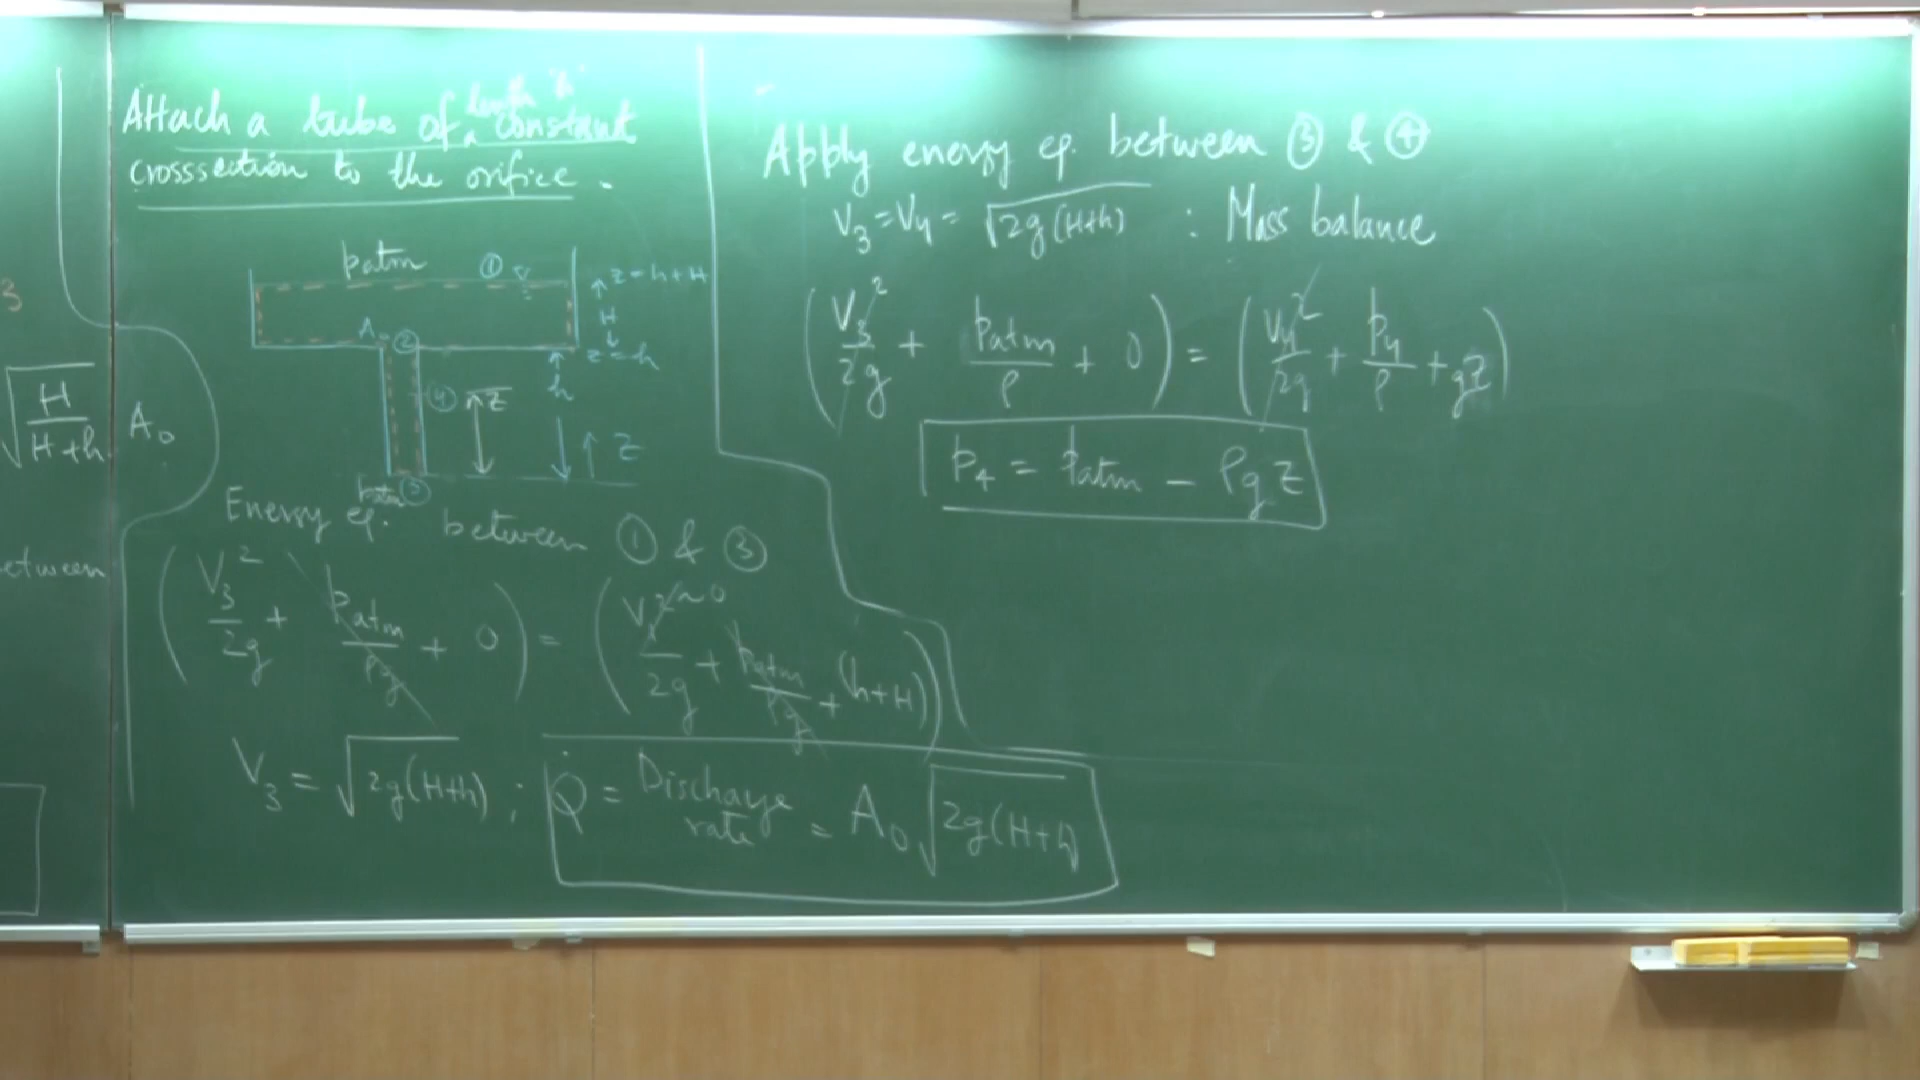 3
√(H/(H+h)) A₀
etween
Attach a tube of length 'h' a constant
crosssection to the orifice.
patm ① z = h + H
H
A₀ ② z = h
h
④ z
z
patm ③
Energy eq. between ① & ③
(V₃²/2g + patm/ρg + 0) = (V₁²/2g ~0 + patm/ρg + (h+H))
V₃ = √2g(H+h) ; Q̇ = Discharge rate = A₀ √2g(H+h)
Apply energy eq. between ③ & ④
V₃ = V₄ = √2g(H+h) : Mass balance
(V₃²/2g + patm/ρ + 0) = (V₄²/2g + p₄/ρ + gz)
p₄ = patm - ρgz